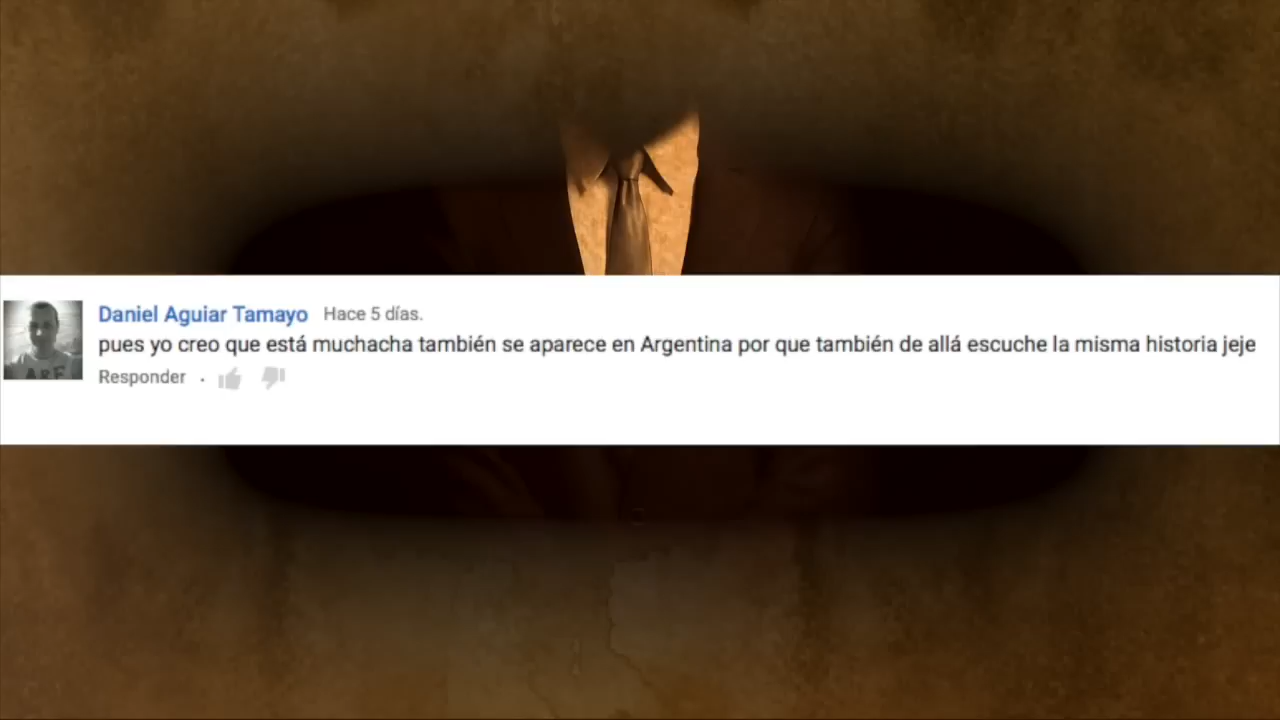 Daniel Aguiar Tamayo Hace 5 días.
pues yo creo que está muchacha también se aparece en Argentina por que también de allá escuche la misma historia jeje
Responder .